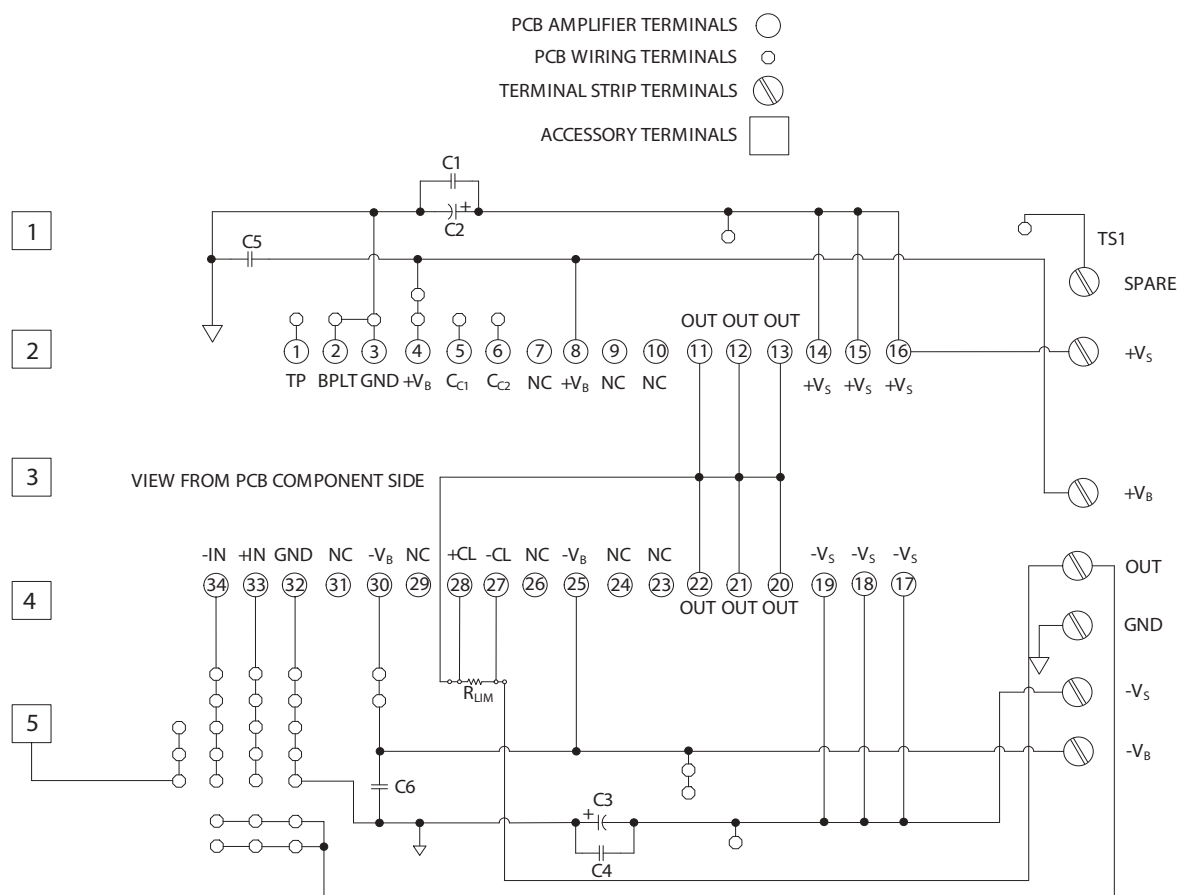 PCB AMPLIFIER TERMINALS
PCB WIRING TERMINALS
TERMINAL STRIP TERMINALS
ACCESSORY TERMINALS
C1
+
C2
1
C5
TS1
SPARE
OUT OUT OUT
2
1 2 3 4 5 6 7 8 9 10 11 12 13 14 15 16
+VS
TP BPLT GND +VB CC1 CC2 NC +VB NC NC +VS +VS +VS
3
VIEW FROM PCB COMPONENT SIDE
+VB
-IN +IN GND NC -VB NC +CL -CL NC -VB NC NC -VS -VS -VS
OUT
4
34 33 32 31 30 29 28 27 26 25 24 23 22 21 20 19 18 17
OUT OUT OUT
GND
RLIM
-VS
5
-VB
C6
C3
+
C4